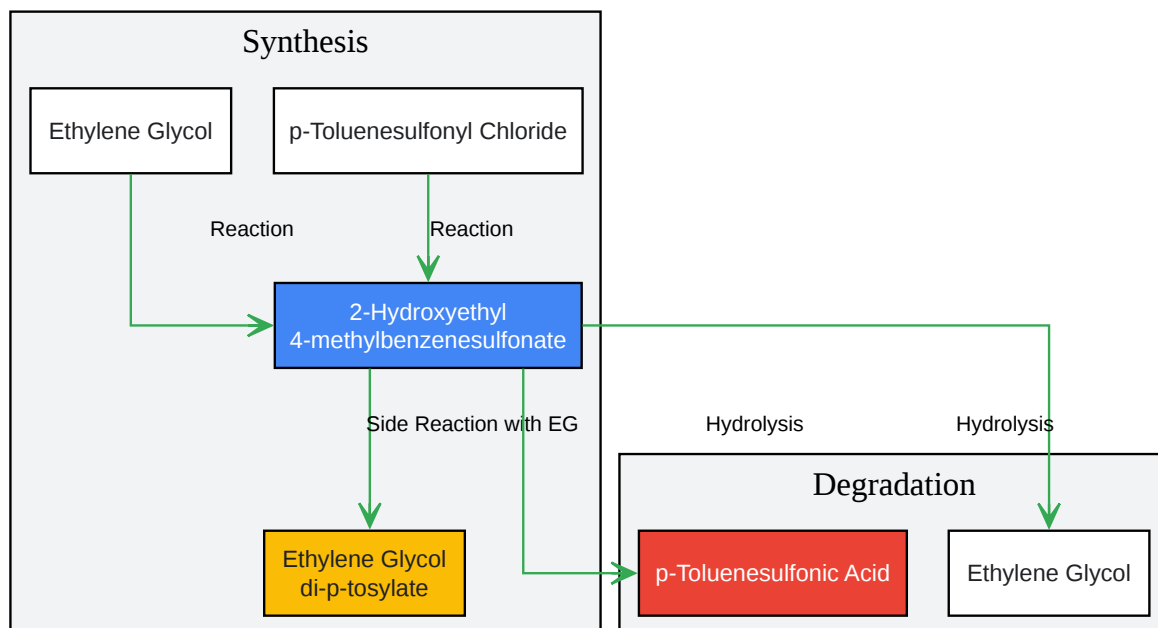 Synthesis
Ethylene Glycol
p-Toluenesulfonyl Chloride
Reaction
Reaction
2-Hydroxyethyl
4-methylbenzenesulfonate
Side Reaction with EG
Hydrolysis
Hydrolysis
Degradation
Ethylene Glycol
di-p-tosylate
p-Toluenesulfonic Acid
Ethylene Glycol